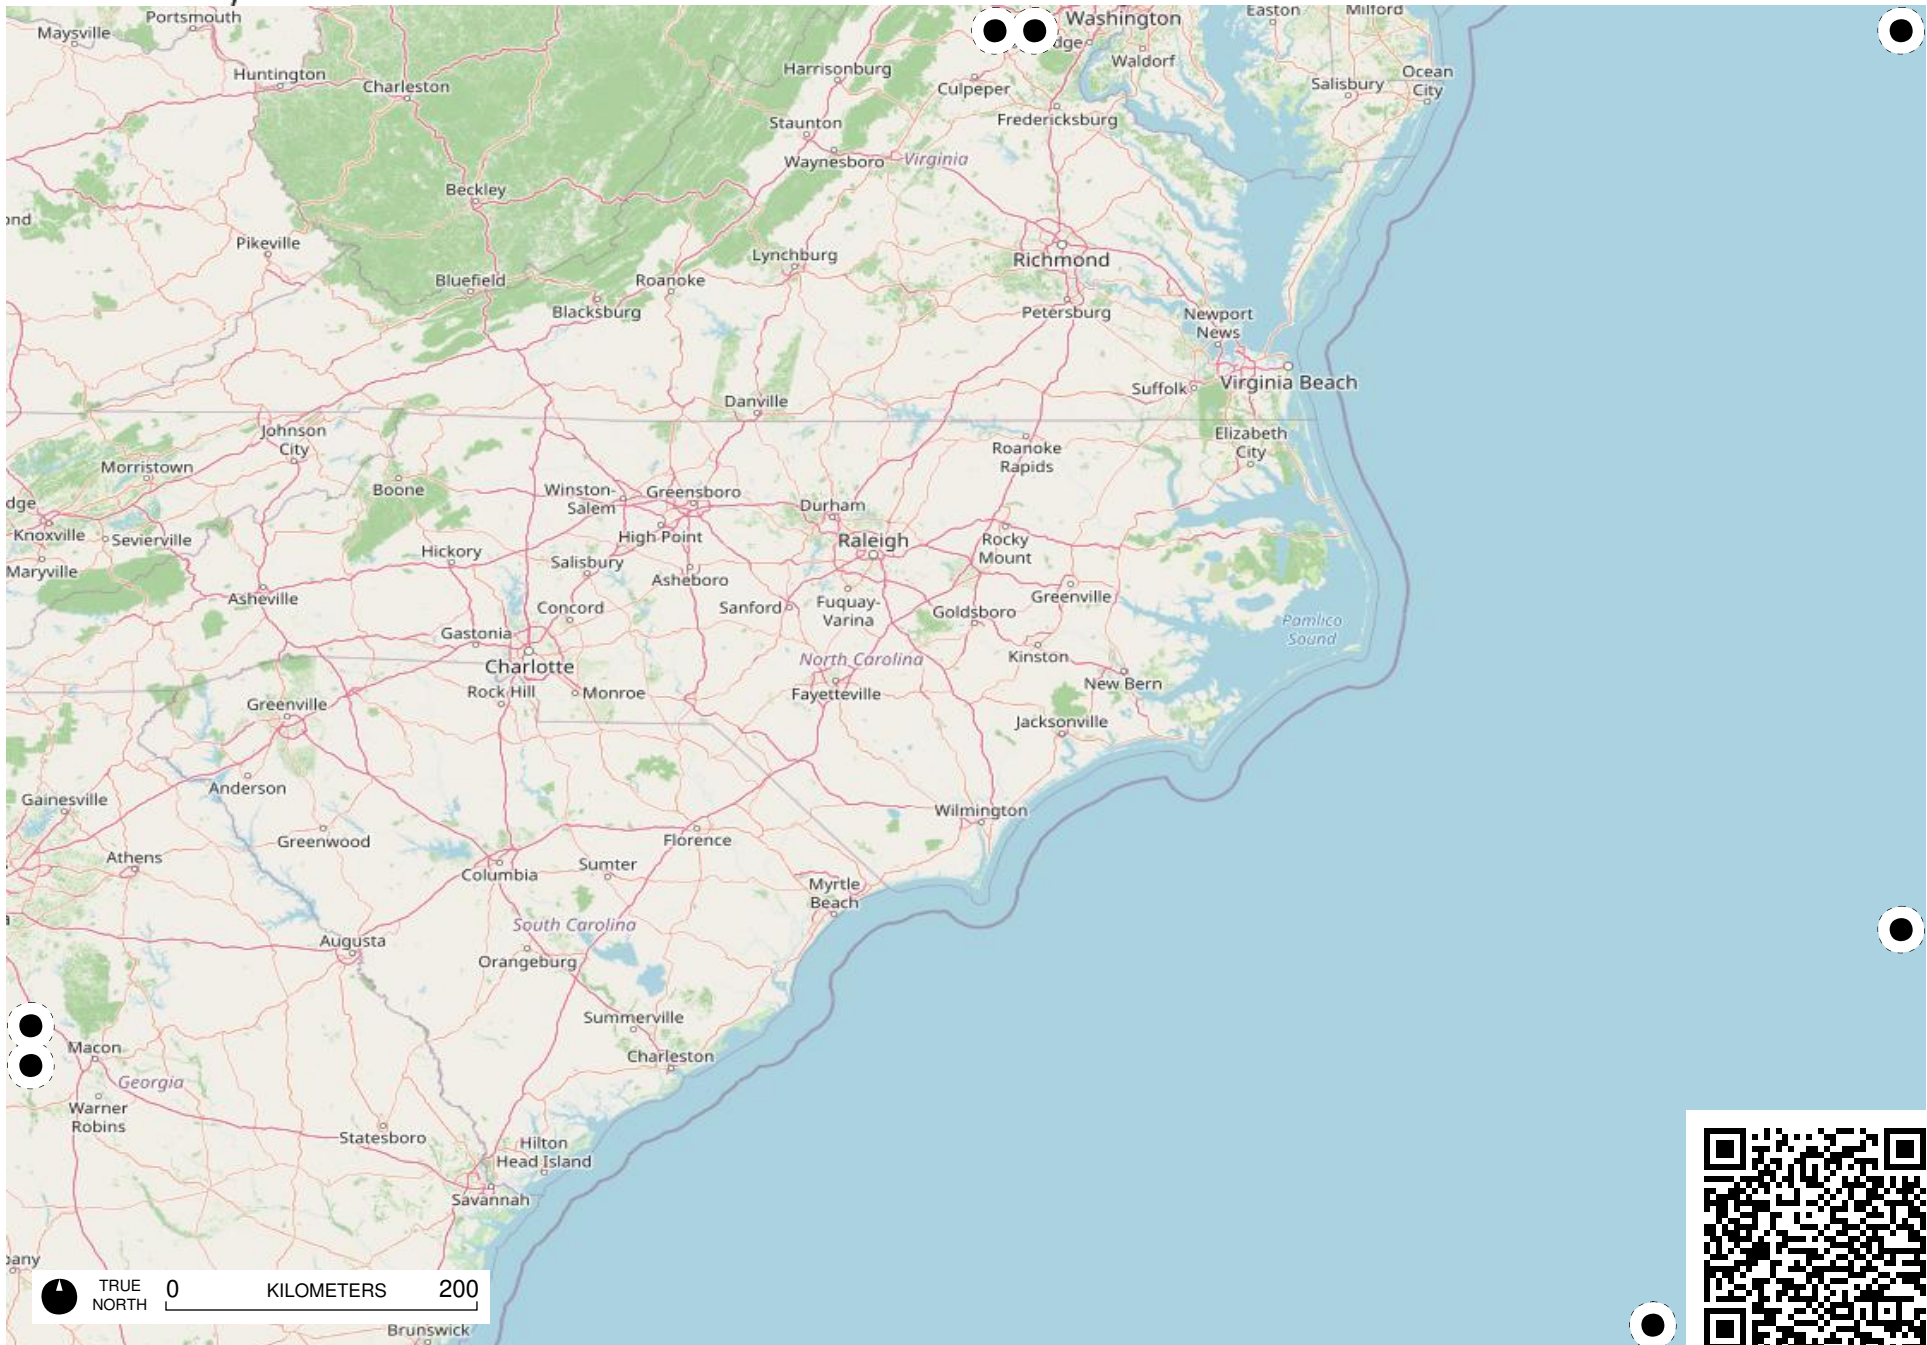 Portsmouth
Washington
Easton
Milford
Maysville
dge
Waldorf
Huntington
Charleston
Harrisonburg
Culpeper
Salisbury
Ocean
City
Staunton
Fredericksburg
Waynesboro
Virginia
Beckley
ond
Pikeville
Lynchburg
Richmond
Bluefield
Roanoke
Blacksburg
Petersburg
Newport
News
Suffolk
Virginia Beach
Danville
Johnson
City
Elizabeth
City
Roanoke
Rapids
Morristown
Boone
Winston-
Salem
Greensboro
Durham
dge
Knoxville
Sevierville
High Point
Raleigh
Rocky
Mount
Hickory
Salisbury
Asheboro
Maryville
Asheville
Concord
Sanford
Fuquay-
Varina
Goldsboro
Greenville
Pamlico
Sound
Gastonia
Charlotte
North Carolina
Kinston
Rock Hill
Monroe
Fayetteville
New Bern
Greenville
Jacksonville
Anderson
Gainesville
Wilmington
Greenwood
Florence
Athens
Columbia
Sumter
Myrtle
Beach
South Carolina
Augusta
Orangeburg
Summerville
Macon
Charleston
Georgia
Warner
Robins
Statesboro
Hilton
Head Island
Savannah
bany
TRUE
NORTH
0 KILOMETERS 200
Brunswick